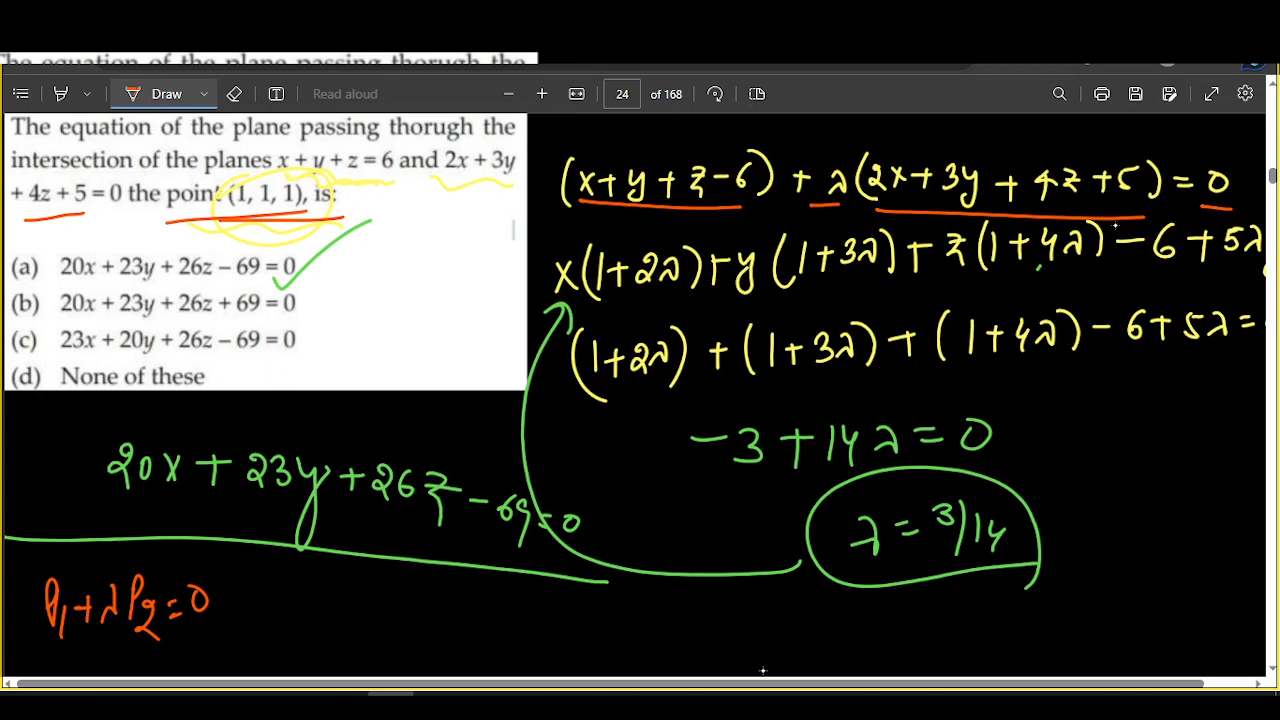 Draw
Read aloud
24
of 168
The equation of the plane passing thorugh the
intersection of the planes x + y + z = 6 and 2x + 3y
+ 4z + 5 = 0 the point (1, 1, 1), is:
(a) 20x + 23y + 26z – 69 = 0
(b) 20x + 23y + 26z + 69 = 0
(c) 23x + 20y + 26z – 69 = 0
(d) None of these
(x+y+z-6) + λ(2x+3y+4z+5) = 0
x(1+2λ)+y(1+3λ)+z(1+4λ)-6+5λ
(1+2λ) + (1+3λ) + (1+4λ) - 6+5λ =
-3+14λ=0
λ = 3/14
20x + 23y + 26z - 69 = 0
P1+λP2=0